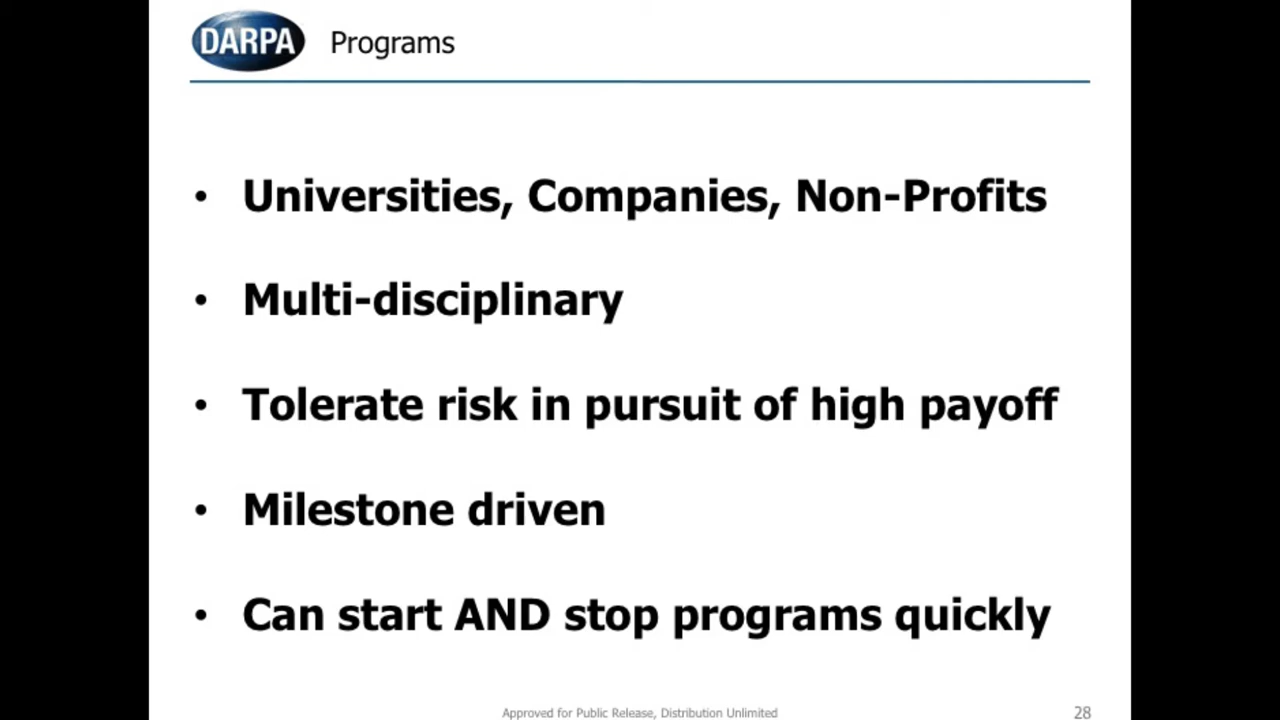 DARPA Programs
• Universities, Companies, Non-Profits
• Multi-disciplinary
• Tolerate risk in pursuit of high payoff
• Milestone driven
• Can start AND stop programs quickly
Approved for Public Release, Distribution Unlimited 28